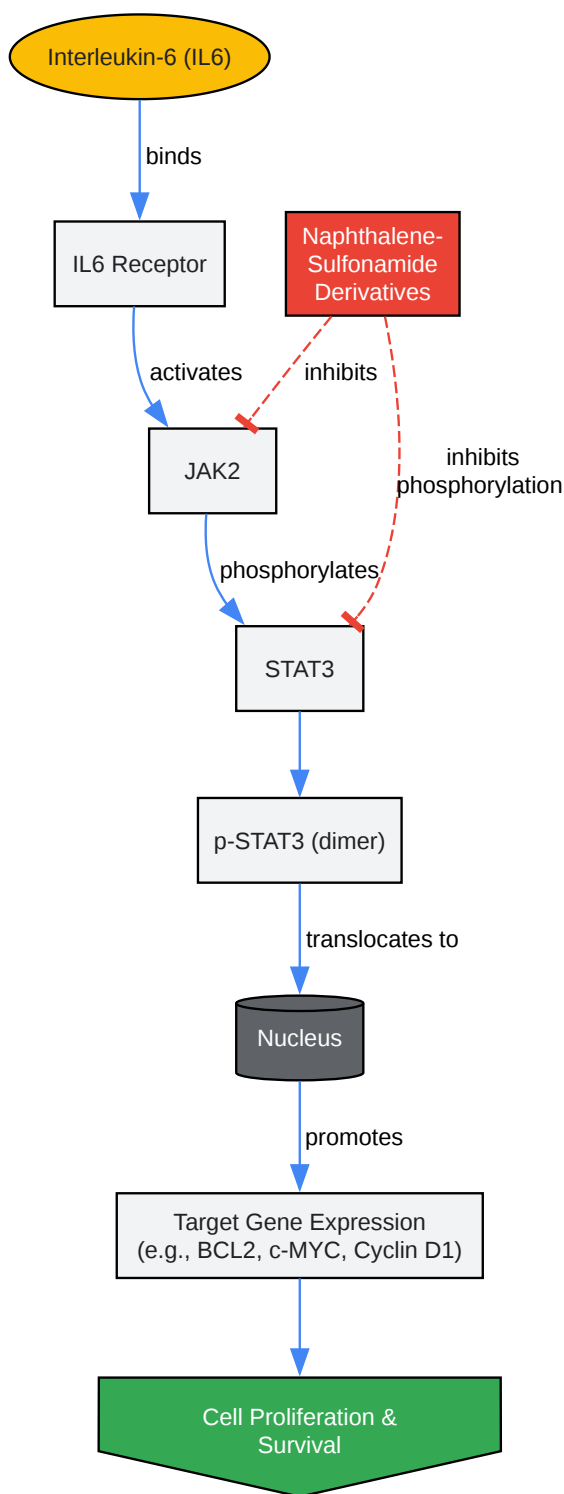 Interleukin-6 (IL6)
binds
IL6 Receptor
Naphthalene-
Sulfonamide
Derivatives
activates
inhibits
JAK2
inhibits
phosphorylation
phosphorylates
STAT3
p-STAT3 (dimer)
translocates to
Nucleus
promotes
Target Gene Expression
(e.g., BCL2, c-MYC, Cyclin D1)
Cell Proliferation &
Survival